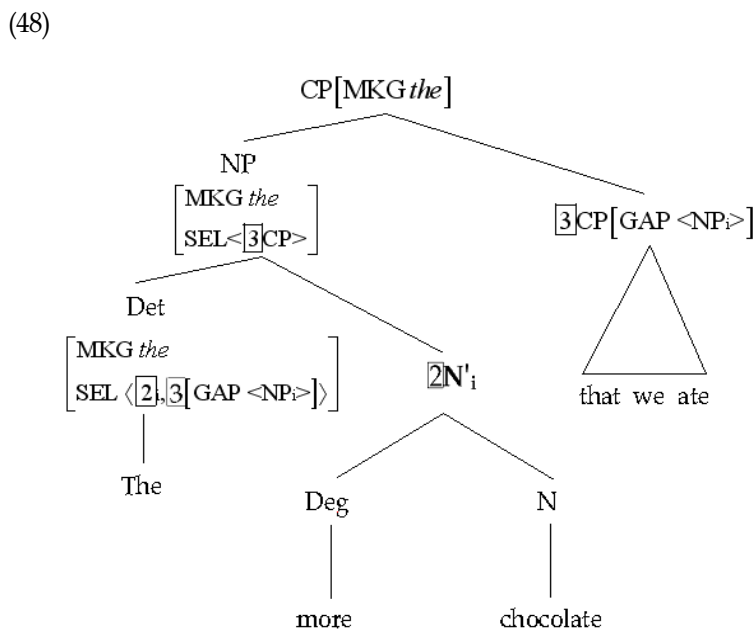 (48)
CP[MKG the]
NP
[MKG the
SEL<3CP>]
3CP[GAP <NPi>]
Det
[MKG the
SEL ⟨2i,3[GAP <NPi>]⟩]
2N'i
that we ate
The
Deg
N
more
chocolate